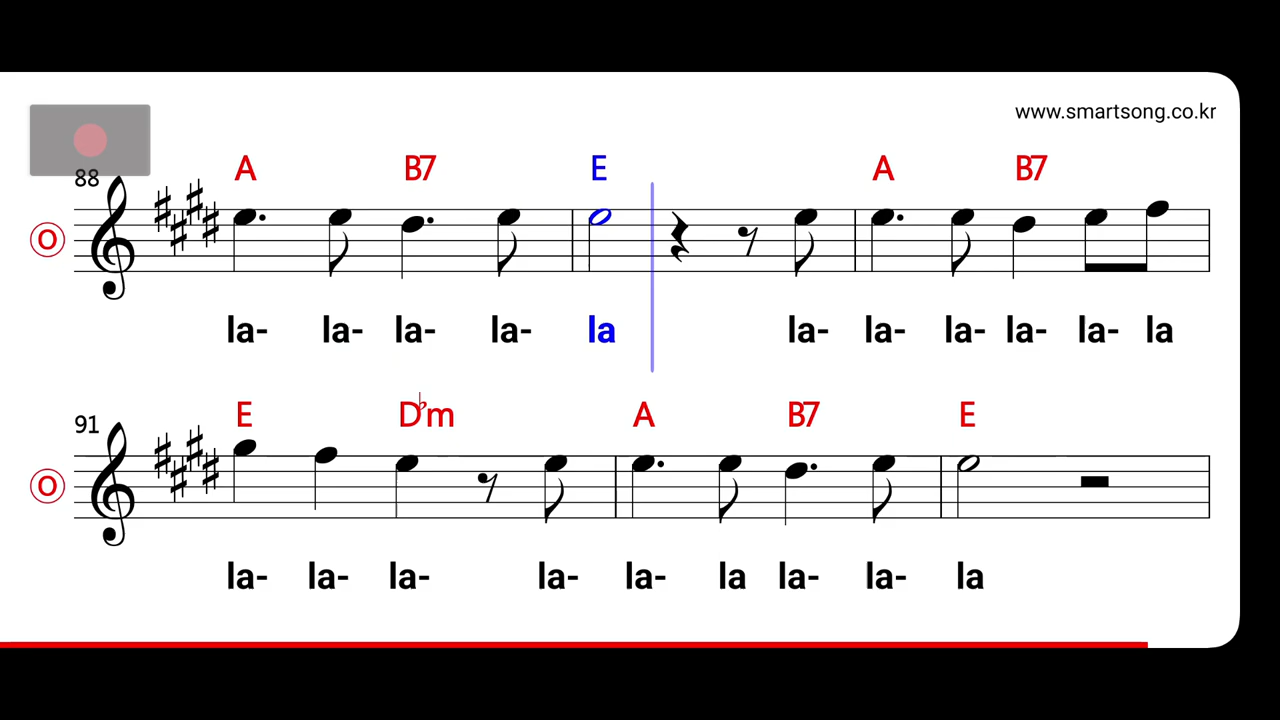 www.smartsong.co.kr
88
A B7 E A B7
O
la- la- la- la- la la- la- la- la- la- la
91
E D♭m A B7 E
O
la- la- la- la- la- la la- la- la